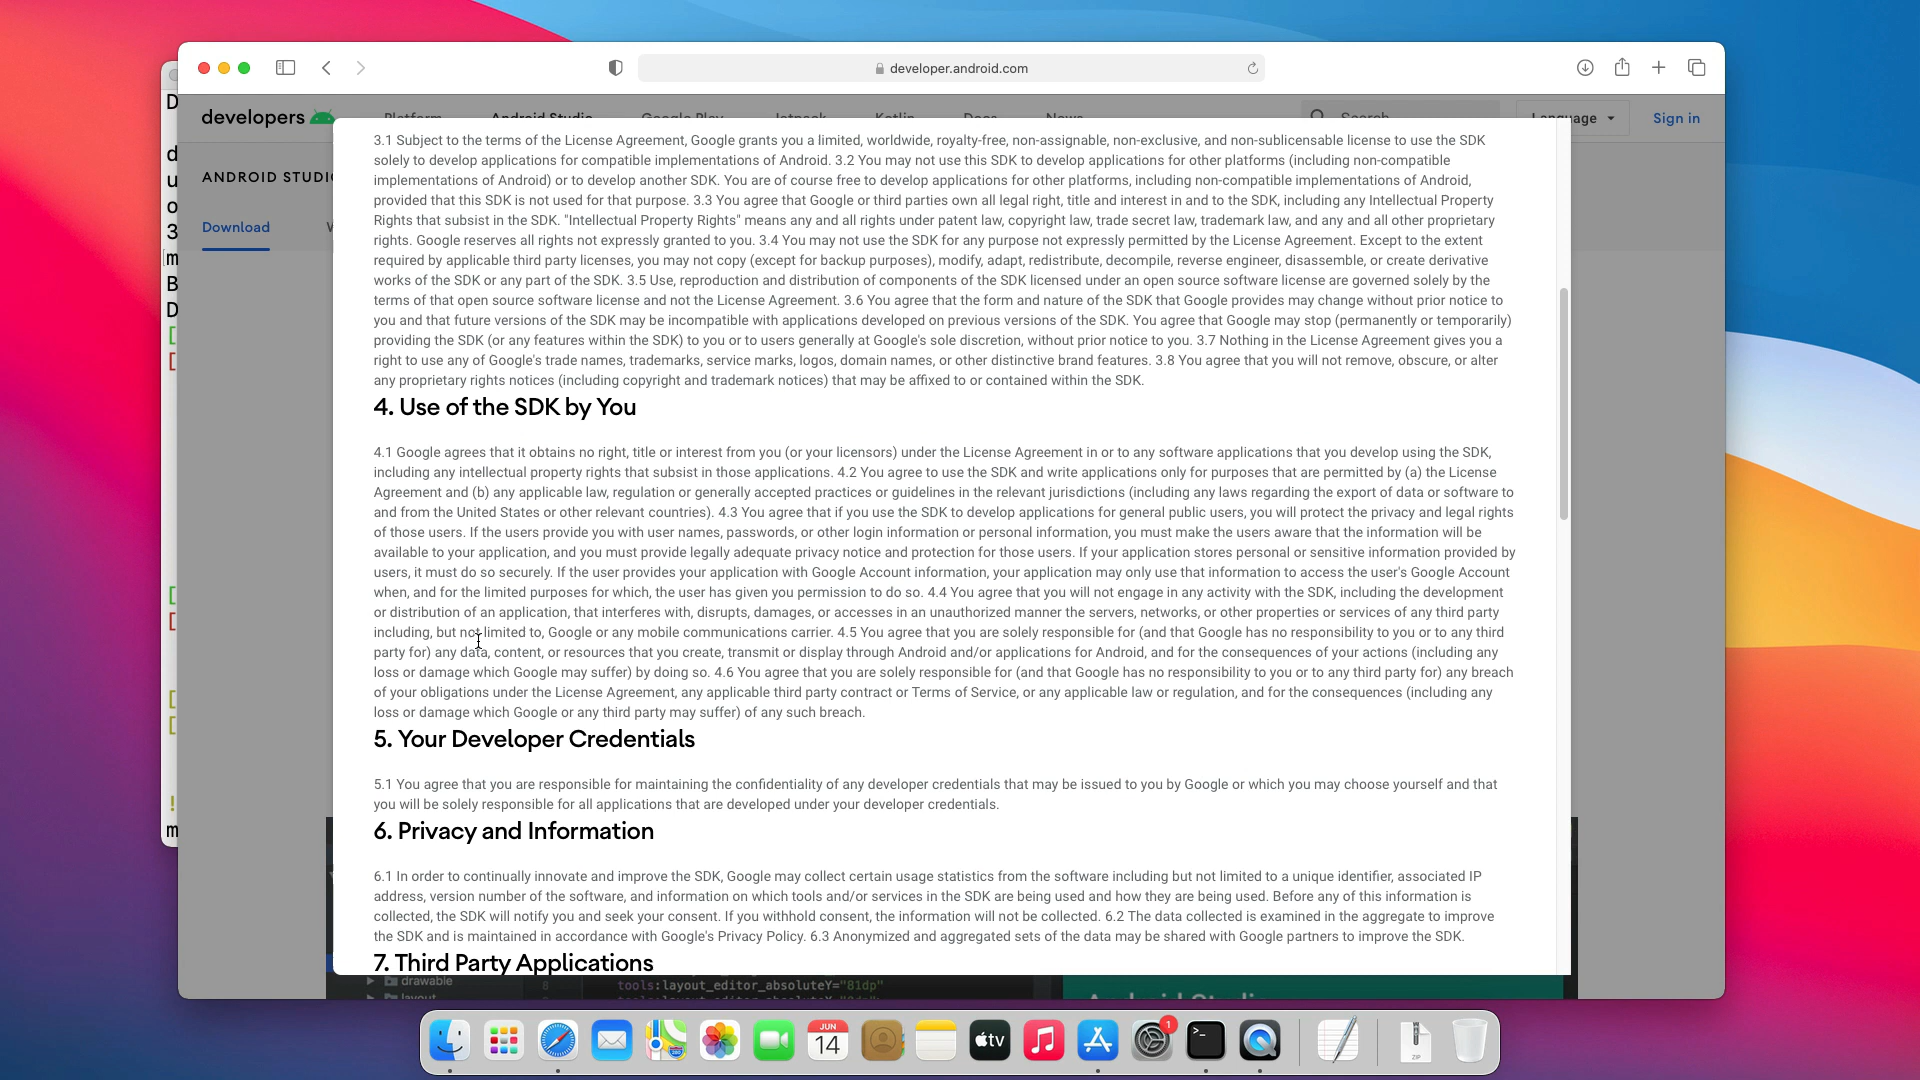 developer.android.com
developers
Platform Android Studio Google Play Jetpack Kotlin Docs News Search Language Sign in
ANDROID STUDIO
Download
3.1 Subject to the terms of the License Agreement, Google grants you a limited, worldwide, royalty-free, non-assignable, non-exclusive, and non-sublicensable license to use the SDK
solely to develop applications for compatible implementations of Android. 3.2 You may not use this SDK to develop applications for other platforms (including non-compatible
implementations of Android) or to develop another SDK. You are of course free to develop applications for other platforms, including non-compatible implementations of Android,
provided that this SDK is not used for that purpose. 3.3 You agree that Google or third parties own all legal right, title and interest in and to the SDK, including any Intellectual Property
Rights that subsist in the SDK. "Intellectual Property Rights" means any and all rights under patent law, copyright law, trade secret law, trademark law, and any and all other proprietary
rights. Google reserves all rights not expressly granted to you. 3.4 You may not use the SDK for any purpose not expressly permitted by the License Agreement. Except to the extent
required by applicable third party licenses, you may not copy (except for backup purposes), modify, adapt, redistribute, decompile, reverse engineer, disassemble, or create derivative
works of the SDK or any part of the SDK. 3.5 Use, reproduction and distribution of components of the SDK licensed under an open source software license are governed solely by the
terms of that open source software license and not the License Agreement. 3.6 You agree that the form and nature of the SDK that Google provides may change without prior notice to
you and that future versions of the SDK may be incompatible with applications developed on previous versions of the SDK. You agree that Google may stop (permanently or temporarily)
providing the SDK (or any features within the SDK) to you or to users generally at Google's sole discretion, without prior notice to you. 3.7 Nothing in the License Agreement gives you a
right to use any of Google's trade names, trademarks, service marks, logos, domain names, or other distinctive brand features. 3.8 You agree that you will not remove, obscure, or alter
any proprietary rights notices (including copyright and trademark notices) that may be affixed to or contained within the SDK.
4. Use of the SDK by You
4.1 Google agrees that it obtains no right, title or interest from you (or your licensors) under the License Agreement in or to any software applications that you develop using the SDK,
including any intellectual property rights that subsist in those applications. 4.2 You agree to use the SDK and write applications only for purposes that are permitted by (a) the License
Agreement and (b) any applicable law, regulation or generally accepted practices or guidelines in the relevant jurisdictions (including any laws regarding the export of data or software to
and from the United States or other relevant countries). 4.3 You agree that if you use the SDK to develop applications for general public users, you will protect the privacy and legal rights
of those users. If the users provide you with user names, passwords, or other login information or personal information, you must make the users aware that the information will be
available to your application, and you must provide legally adequate privacy notice and protection for those users. If your application stores personal or sensitive information provided by
users, it must do so securely. If the user provides your application with Google Account information, your application may only use that information to access the user's Google Account
when, and for the limited purposes for which, the user has given you permission to do so. 4.4 You agree that you will not engage in any activity with the SDK, including the development
or distribution of an application, that interferes with, disrupts, damages, or accesses in an unauthorized manner the servers, networks, or other properties or services of any third party
including, but not limited to, Google or any mobile communications carrier. 4.5 You agree that you are solely responsible for (and that Google has no responsibility to you or to any third
party for) any data, content, or resources that you create, transmit or display through Android and/or applications for Android, and for the consequences of your actions (including any
loss or damage which Google may suffer) by doing so. 4.6 You agree that you are solely responsible for (and that Google has no responsibility to you or to any third party for) any breach
of your obligations under the License Agreement, any applicable third party contract or Terms of Service, or any applicable law or regulation, and for the consequences (including any
loss or damage which Google or any third party may suffer) of any such breach.
5. Your Developer Credentials
5.1 You agree that you are responsible for maintaining the confidentiality of any developer credentials that may be issued to you by Google or which you may choose yourself and that
you will be solely responsible for all applications that are developed under your developer credentials.
6. Privacy and Information
6.1 In order to continually innovate and improve the SDK, Google may collect certain usage statistics from the software including but not limited to a unique identifier, associated IP
address, version number of the software, and information on which tools and/or services in the SDK are being used and how they are being used. Before any of this information is
collected, the SDK will notify you and seek your consent. If you withhold consent, the information will not be collected. 6.2 The data collected is examined in the aggregate to improve
the SDK and is maintained in accordance with Google's Privacy Policy. 6.3 Anonymized and aggregated sets of the data may be shared with Google partners to improve the SDK.
7. Third Party Applications
drawable 8 tools:layout_editor_absoluteY="81dp"
layout
Android Studio
JUN
14
tv
1
ZIP